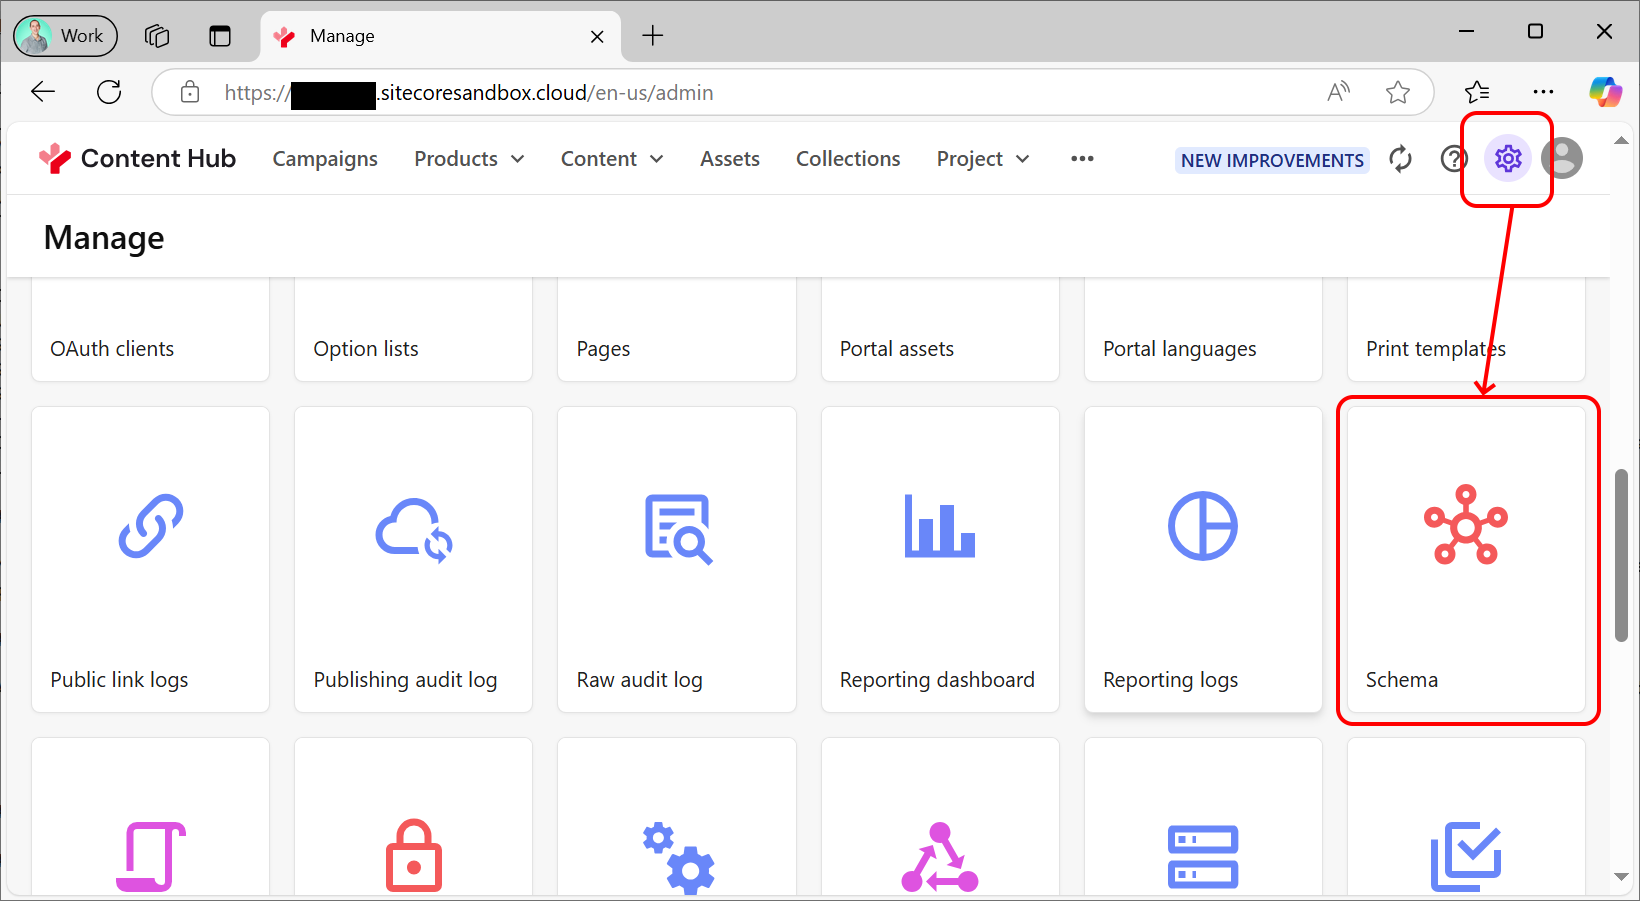 Work
Manage
https:// .sitecoresandbox.cloud/en-us/admin
Content Hub
Campaigns
Products
Content
Assets
Collections
Project
NEW IMPROVEMENTS
Manage
OAuth clients
Option lists
Pages
Portal assets
Portal languages
Print templates
Public link logs
Publishing audit log
Raw audit log
Reporting dashboard
Reporting logs
Schema